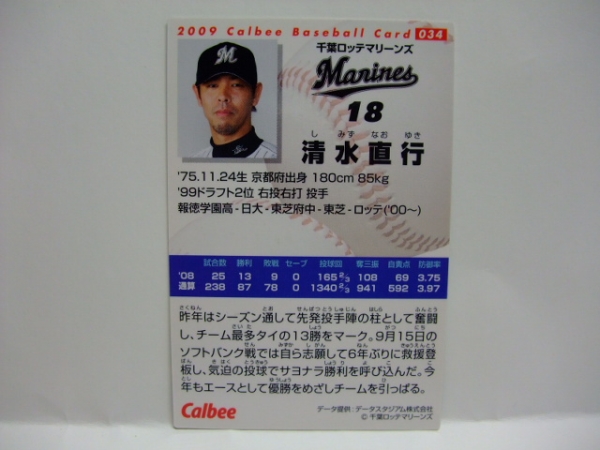 2009 Calbee Baseball Card 034
千葉ロッテマリーンズ
Marines
18
しみず なお ゆき
清水直行
'75.11.24生 京都府出身 180cm 85kg
'99ドラフト2位 右投右打 投手
報徳学園高-日大-東芝府中-東芝-ロッテ('00〜)
試合数 勝利 敗戦 セーブ 投球回 奪三振 自責点 防御率
'08 25 13 9 0 165 2/3 108 69 3.75
通算 238 87 78 0 1340 2/3 941 592 3.97
昨年はシーズン通して先発投手陣の柱として奮闘
し、チーム最多タイの13勝をマーク。9月15日の
ソフトバンク戦では自ら志願して6年ぶりに救援登
板し、気迫の投球でサヨナラ勝利を呼び込んだ。今
年もエースとして優勝をめざしチームを引っぱる。
Calbee
データ提供:データスタジアム株式会社
© 千葉ロッテマリーンズ